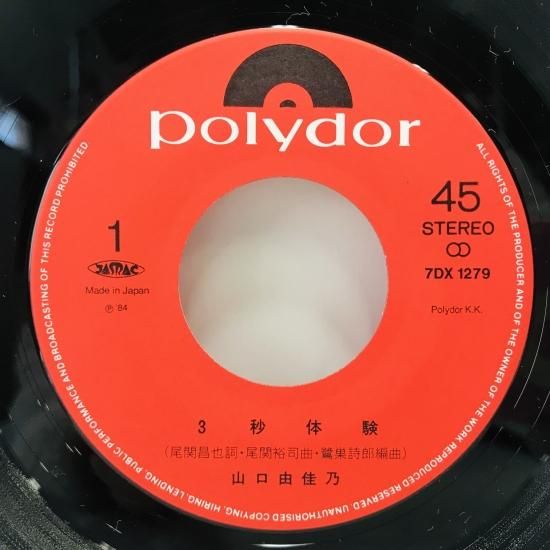 polydor
1
JASRAC
Made in Japan
℗ '84
45
STEREO
7DX 1279
Polydor K.K.
3秒体験
(尾関昌也詞・尾関裕司曲・鷺巣詩郎編曲)
山口由佳乃
ALL RIGHTS OF THE PRODUCER AND OF THE OWNER OF THE WORK REPRODUCED RESERVED. UNAUTHORISED COPYING, HIRING, LENDING, PUBLIC PERFORMANCE AND BROADCASTING OF THIS RECORD PROHIBITED